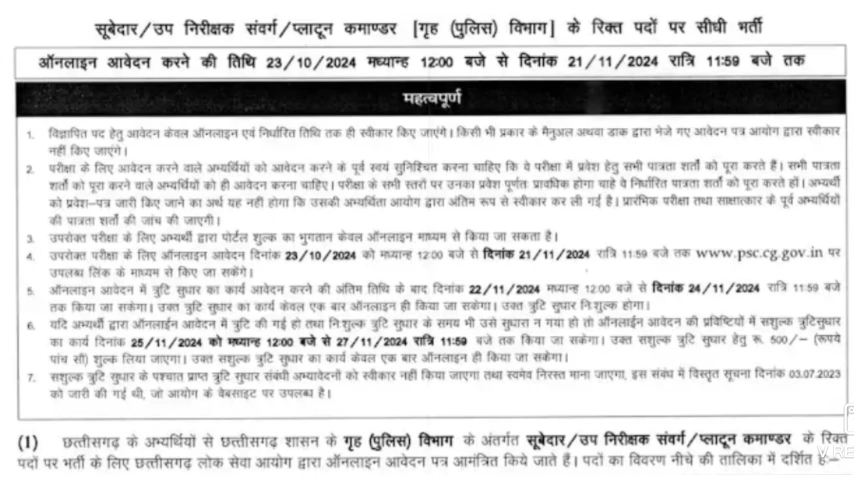 सूबेदार/उप निरीक्षक संवर्ग/प्लाटून कमाण्डर [गृह (पुलिस) विभाग] के रिक्त पदों पर सीधी भर्ती
ऑनलाइन आवेदन करने की तिथि 23/10/2024 मध्यान्ह 12:00 बजे से दिनांक 21/11/2024 रात्रि 11:59 बजे तक
महत्वपूर्ण
1. विज्ञापित पद हेतु आवेदन केवल ऑनलाइन एवं निर्धारित तिथि तक ही स्वीकार किए जाएंगे। किसी भी प्रकार के मैनुअल अथवा डाक द्वारा भेजे गए आवेदन पत्र आयोग द्वारा स्वीकार
नहीं किए जाएंगे।
2. परीक्षा के लिए आवेदन करने वाले अभ्यर्थियों को आवेदन करने के पूर्व स्वयं सुनिश्चित करना चाहिए कि वे परीक्षा में प्रवेश हेतु सभी पात्रता शर्तो को पूरा करते हैं। सभी पात्रता
शर्तो को पूरा करने वाले अभ्यर्थियों को ही आवेदन करना चाहिए। परीक्षा के सभी स्तरों पर उनका प्रवेश पूर्णतः प्रावधिक होगा चाहे वे निर्धारित पात्रता शर्तो को पूरा करते हों। अभ्यर्थी
को प्रवेश–पत्र जारी किए जाने का अर्थ यह नहीं होगा कि उसकी अभ्यर्थिता आयोग द्वारा अंतिम रूप से स्वीकार कर ली गई है। प्रारंभिक परीक्षा तथा साक्षात्कार के पूर्व अभ्यर्थियों
की पात्रता शर्तो की जांच की जाएगी।
3. उपरोक्त परीक्षा के लिए अभ्यर्थी द्वारा पोर्टल शुल्क का भुगतान केवल ऑनलाइन माध्यम से किया जा सकता है।
4. उपरोक्त परीक्षा के लिए ऑनलाइन आवेदन दिनांक 23/10/2024 को मध्यान्ह 12:00 बजे से दिनांक 21/11/2024 रात्रि 11:59 बजे तक www.psc.cg.gov.in पर
उपलब्ध लिंक के माध्यम से किए जा सकेंगे।
5. ऑनलाइन आवेदन में त्रुटि सुधार का कार्य आवेदन करने की अंतिम तिथि के बाद दिनांक 22/11/2024 मध्यान्ह 12:00 बजे से दिनांक 24/11/2024 रात्रि 11:59 बजे
तक किया जा सकेगा। उक्त त्रुटि सुधार का कार्य केवल एक बार ऑनलाइन ही किया जा सकेगा। उक्त त्रुटि सुधार निःशुल्क होगा।
6. यदि अभ्यर्थी द्वारा ऑनलाईन आवेदन में त्रुटि की गई हो तथा निःशुल्क त्रुटि सुधार के समय भी उसे सुधारा न गया हो तो ऑनलाईन आवेदन की प्रविष्टियों में सशुल्क त्रुटिसुधार
का कार्य दिनांक 25/11/2024 को मध्यान्ह 12:00 बजे से 27/11/2024 रात्रि 11:59 बजे तक किया जा सकेगा। उक्त सशुल्क त्रुटि सुधार हेतु रू. 500/– (रूपये
पांच सौ) शुल्क लिया जाएगा। उक्त सशुल्क त्रुटि सुधार का कार्य केवल एक बार ऑनलाइन ही किया जा सकेगा।
7. सशुल्क त्रुटि सुधार के पश्चात प्राप्त त्रुटि सुधार संबंधी अभ्यावेदनों को स्वीकार नहीं किया जाएगा तथा स्वमेव निरस्त माना जाएगा, इस संबंध में विस्तृत सूचना दिनांक 03.07.2023
को जारी की गई थी, जो आयोग के वेबसाइट पर उपलब्ध है।
(1) छत्तीसगढ़ के अभ्यर्थियों से छत्तीसगढ़ शासन के गृह (पुलिस) विभाग के अंतर्गत सूबेदार/उप निरीक्षक संवर्ग/प्लाटून कमाण्डर के रिक्त
पदों पर भर्ती के लिए छत्तीसगढ़ लोक सेवा आयोग द्वारा ऑनलाइन आवेदन पत्र आमंत्रित किये जाते हैं। पदों का विवरण नीचे की तालिका में दर्शित है:–